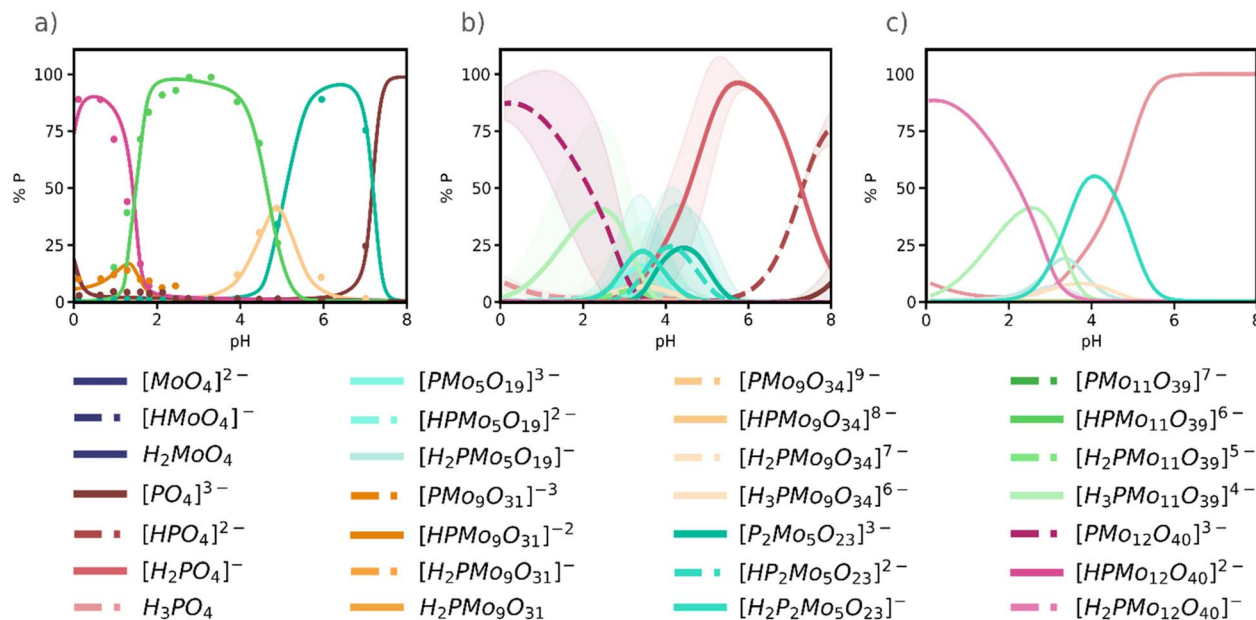 a)
b)
c)
100
75
50
25
0
% P
0 2 4 6 8
pH
100
75
50
25
0
% P
0 2 4 6 8
pH
100
75
50
25
0
% P
0 2 4 6 8
pH
[MoO₄]²⁻
[HMoO₄]⁻
H₂MoO₄
[PO₄]³⁻
[HPO₄]²⁻
[H₂PO₄]⁻
H₃PO₄
[PMo₅O₁₉]³⁻
[HPMo₅O₁₉]²⁻
[H₂PMo₅O₁₉]⁻
[PMo₉O₃₁]⁻³
[HPMo₉O₃₁]⁻²
[H₂PMo₉O₃₁]⁻
H₂PMo₉O₃₁
[PMo₉O₃₄]⁹⁻
[HPMo₉O₃₄]⁸⁻
[H₂PMo₉O₃₄]⁷⁻
[H₃PMo₉O₃₄]⁶⁻
[P₂Mo₅O₂₃]³⁻
[HP₂Mo₅O₂₃]²⁻
[H₂P₂Mo₅O₂₃]⁻
[PMo₁₁O₃₉]⁷⁻
[HPMo₁₁O₃₉]⁶⁻
[H₂PMo₁₁O₃₉]⁵⁻
[H₃PMo₁₁O₃₉]⁴⁻
[PMo₁₂O₄₀]³⁻
[HPMo₁₂O₄₀]²⁻
[H₂PMo₁₂O₄₀]⁻